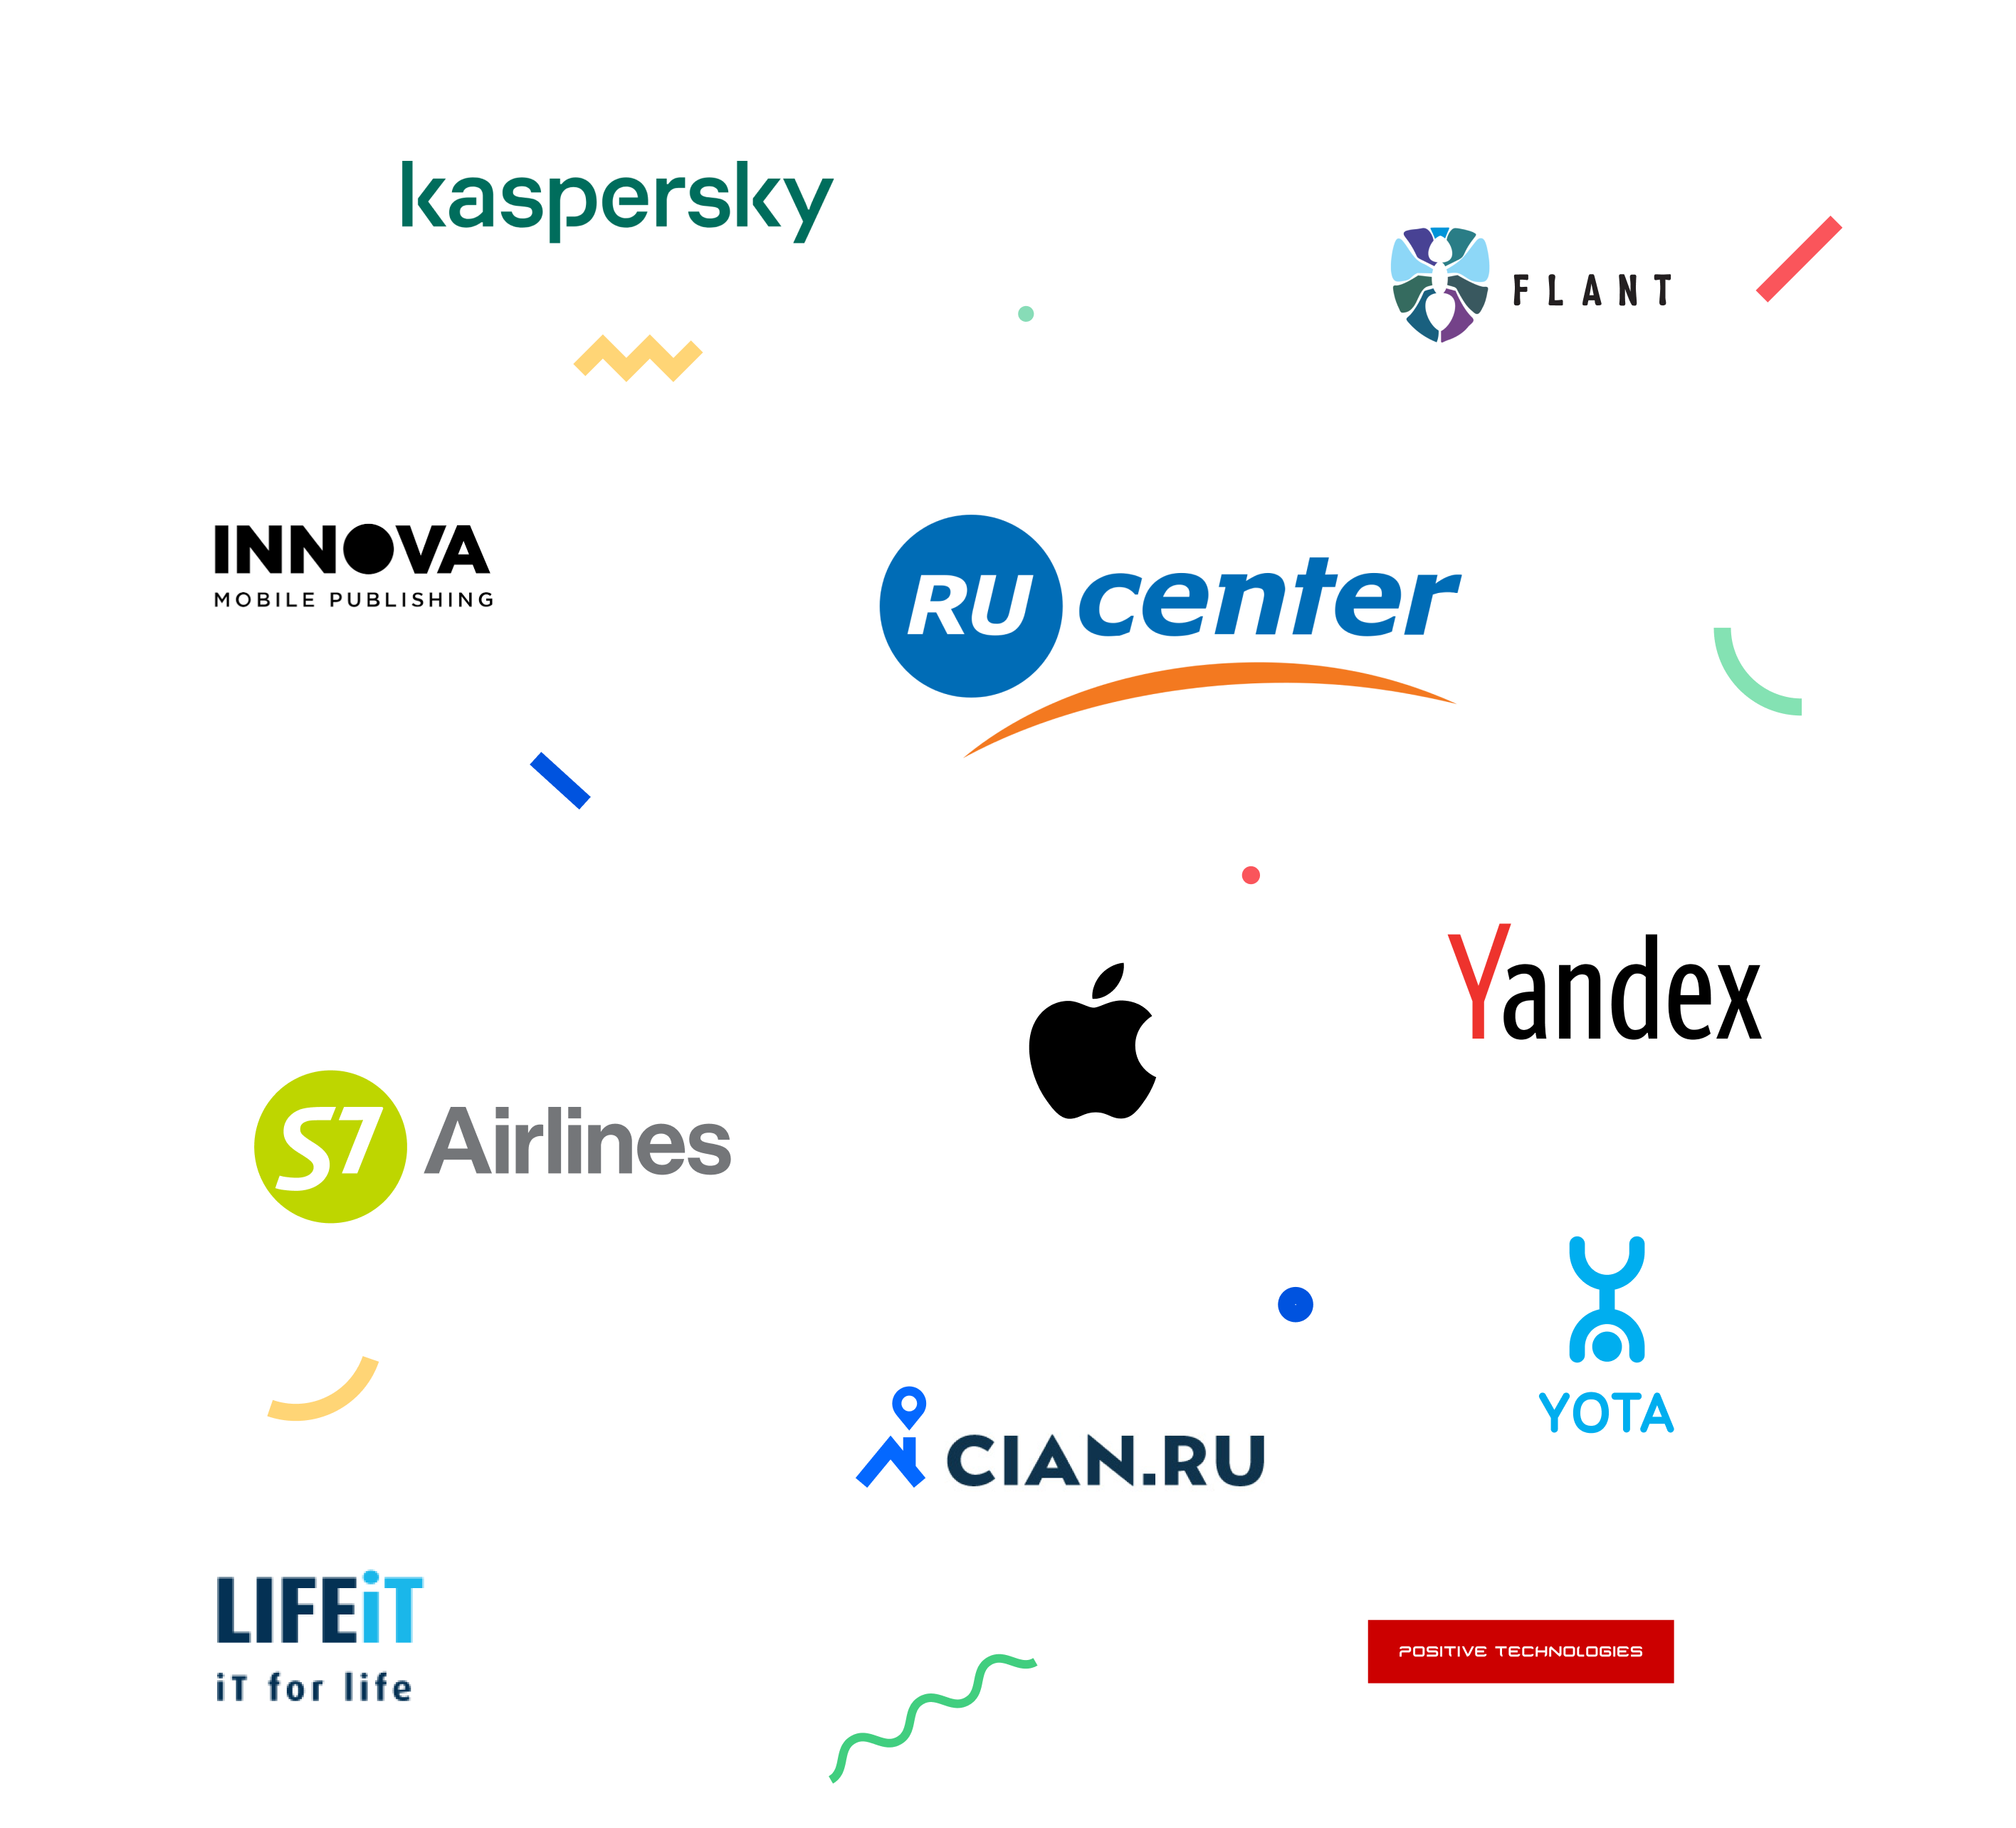 kaspersky
FLANT
INNOVA
MOBILE PUBLISHING
RU center
Yandex
S7 Airlines
YOTA
CIAN.RU
LIFEiT
iT for life
POSITIVE TECHNOLOGIES